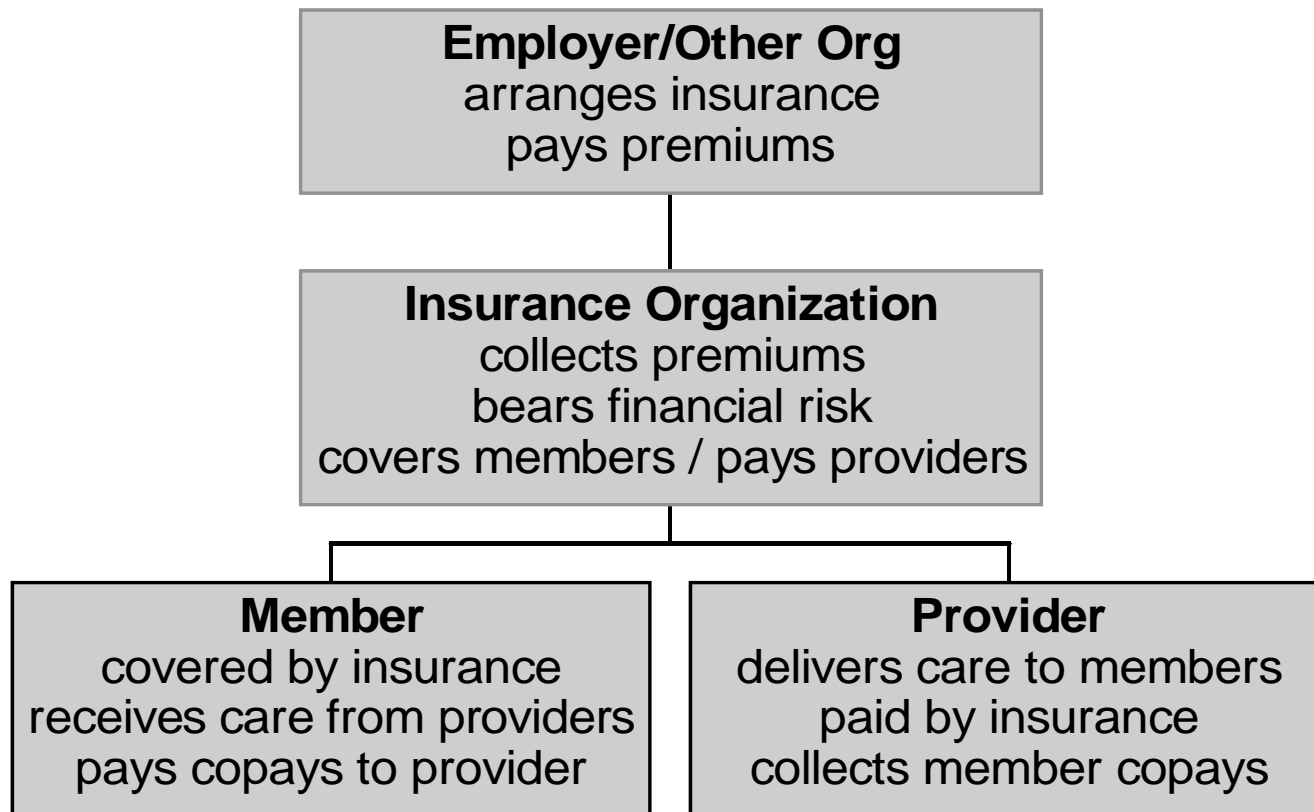 Employer/Other Org
arranges insurance
pays premiums
Insurance Organization
collects premiums
bears financial risk
covers members / pays providers
Member
covered by insurance
receives care from providers
pays copays to provider
Provider
delivers care to members
paid by insurance
collects member copays